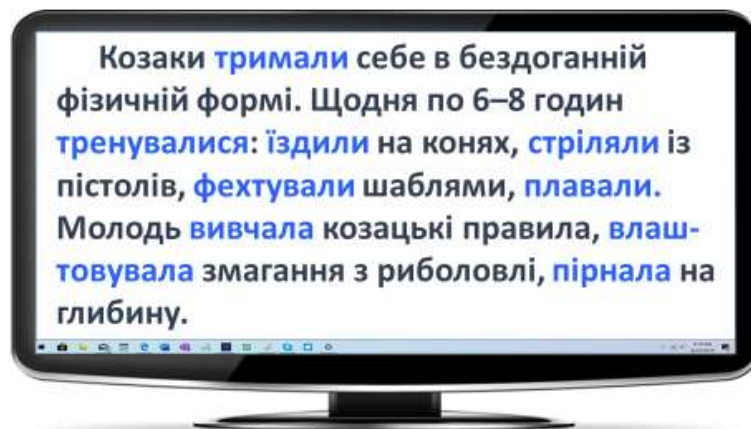 Козаки тримали себе в бездоганній
фізичній формі. Щодня по 6–8 годин
тренувалися: їздили на конях, стріляли із
пістолів, фехтували шаблями, плавали.
Молодь вивчала козацькі правила, влаш-
товувала змагання з риболовлі, пірнала на
глибину.